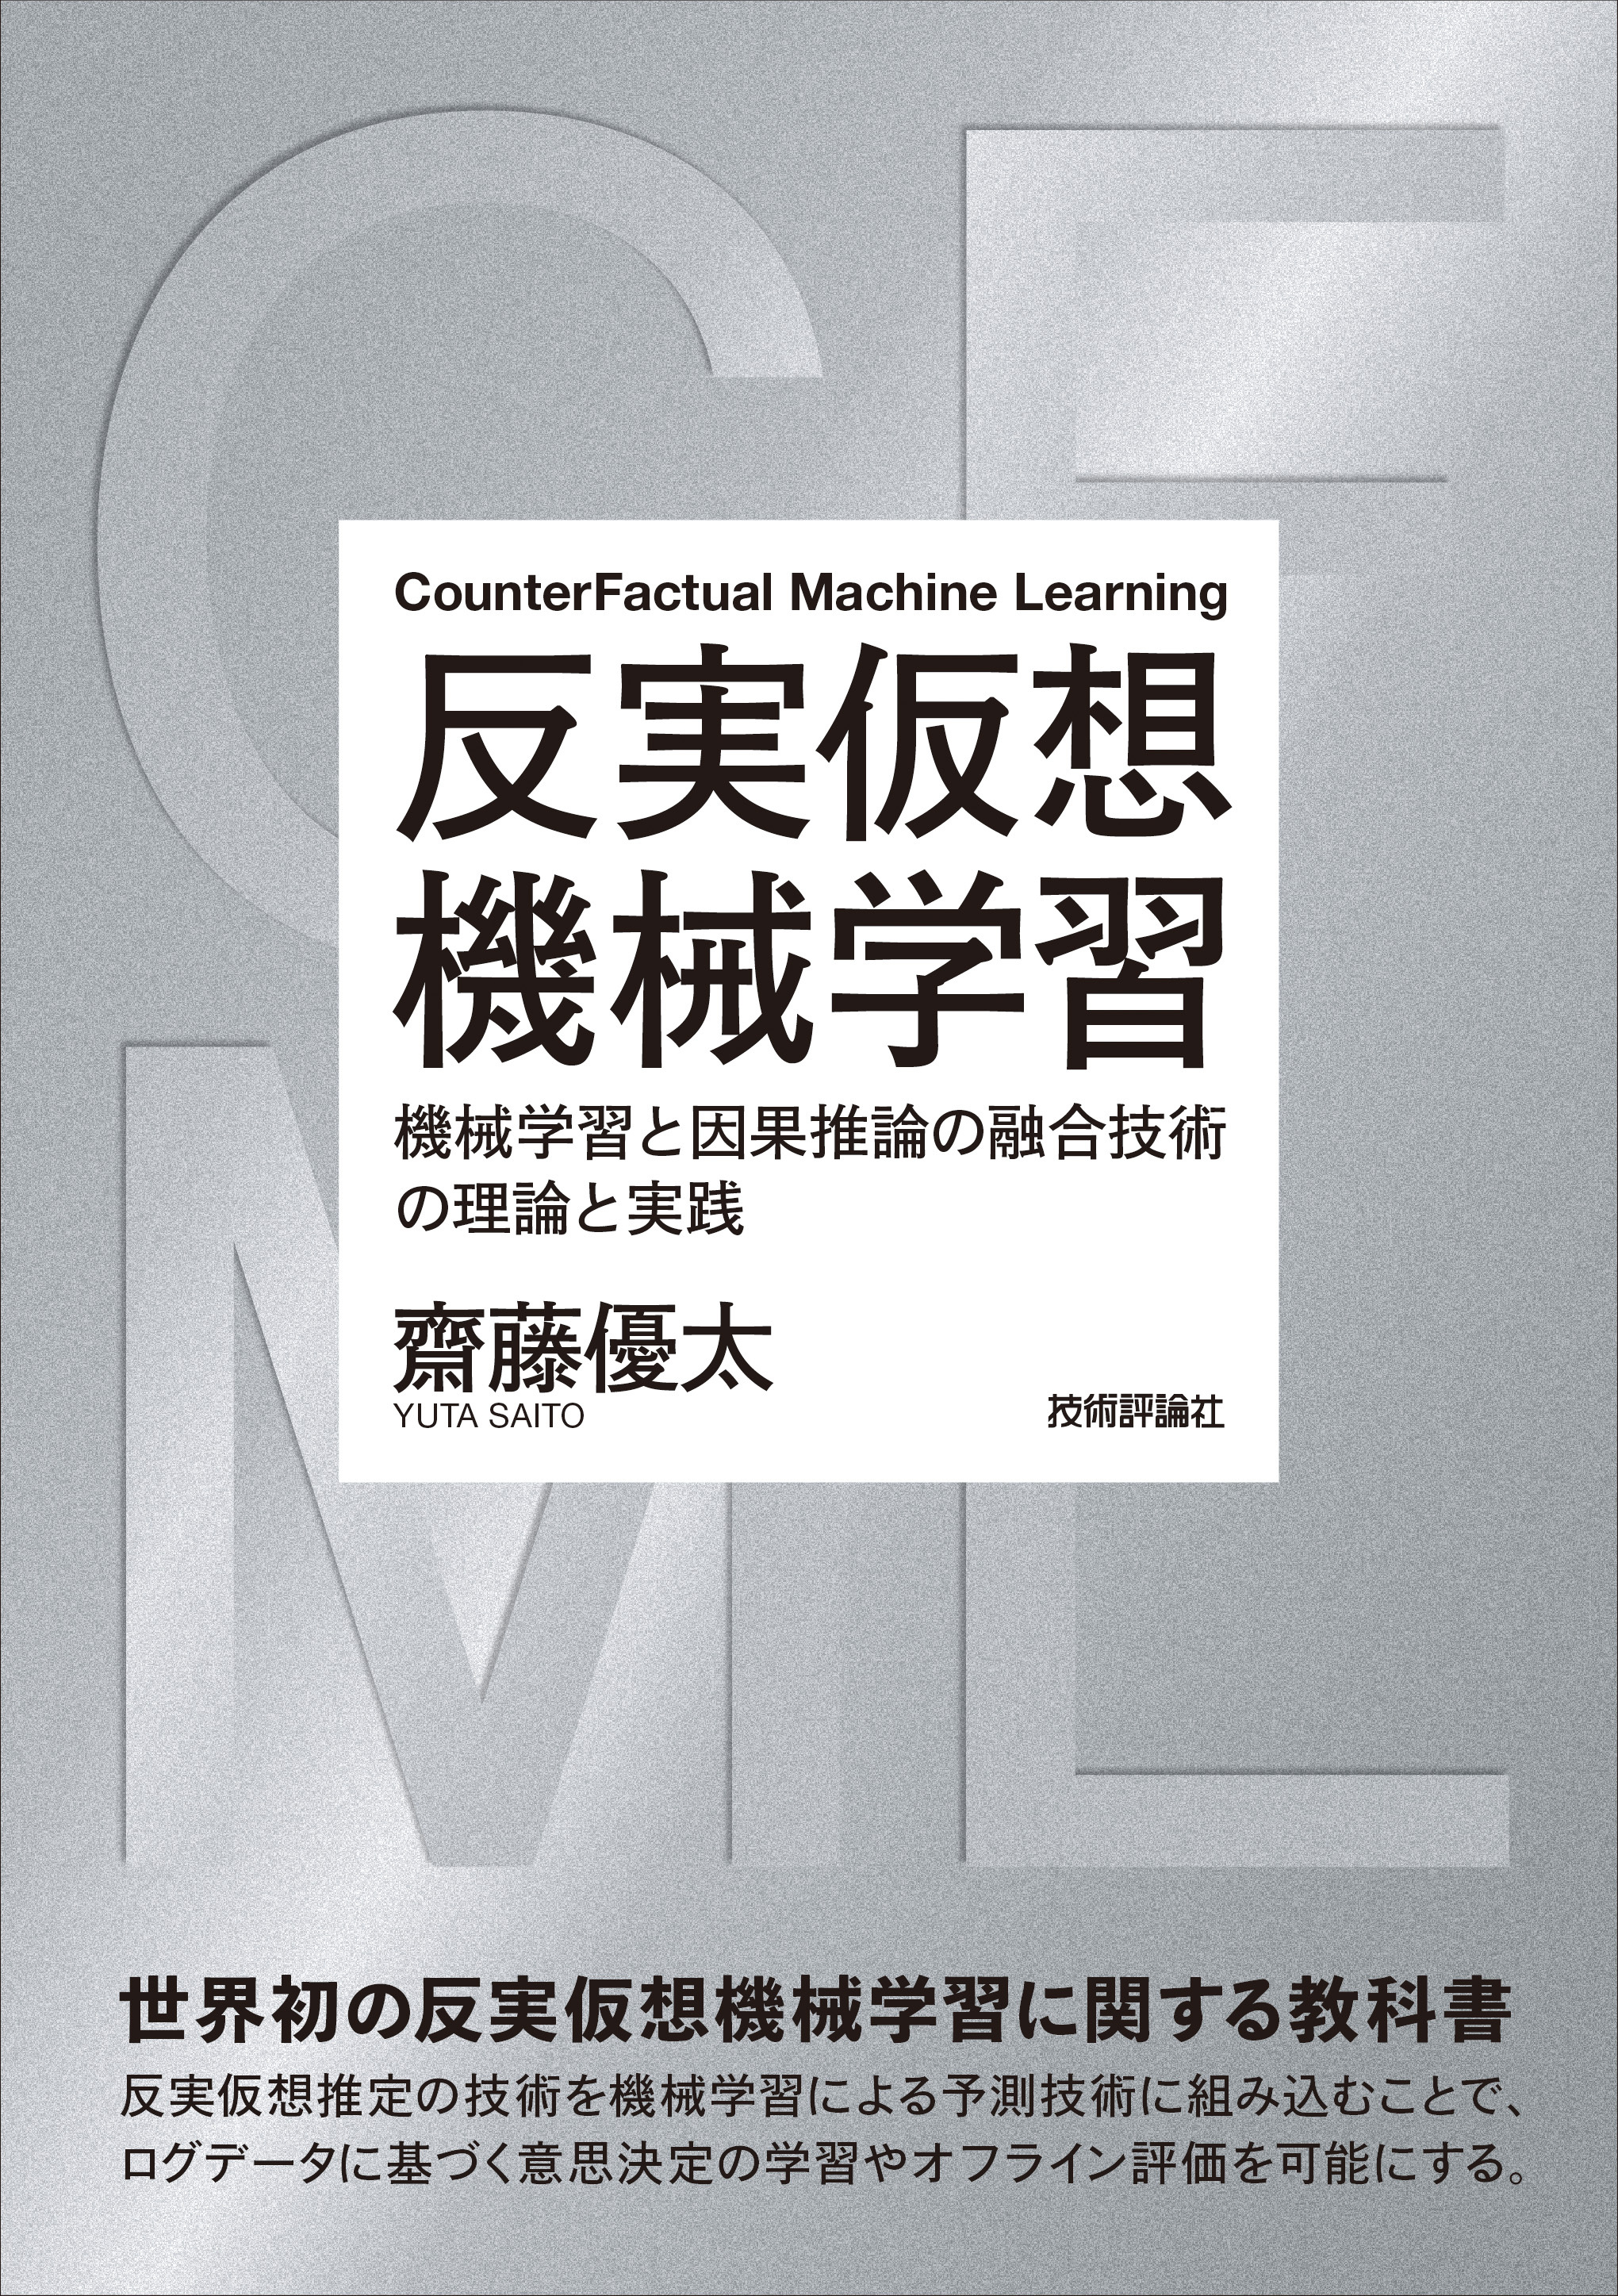 CF
ML
CounterFactual Machine Learning
反実仮想
機械学習
機械学習と因果推論の融合技術
の理論と実践
齋藤優太
YUTA SAITO
技術評論社
世界初の反実仮想機械学習に関する教科書
反実仮想推定の技術を機械学習による予測技術に組み込むことで、
ログデータに基づく意思決定の学習やオフライン評価を可能にする。